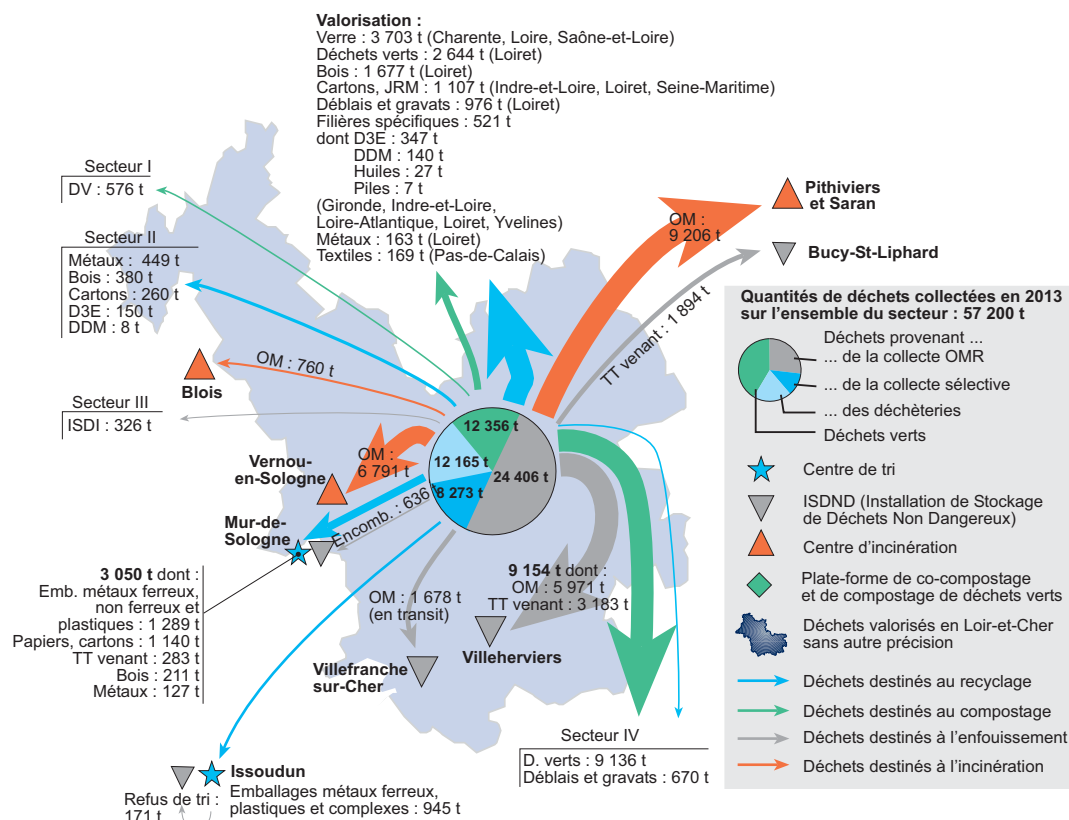 Valorisation :
Verre : 3 703 t (Charente, Loire, Saône-et-Loire)
Déchets verts : 2 644 t (Loiret)
Bois : 1 677 t (Loiret)
Cartons, JRM : 1 107 t (Indre-et-Loire, Loiret, Seine-Maritime)
Déblais et gravats : 976 t (Loiret)
Filières spécifiques : 521 t
dont D3E : 347 t
DDM : 140 t
Huiles : 27 t
Piles : 7 t
(Gironde, Indre-et-Loire,
Loire-Atlantique, Loiret, Yvelines)
Métaux : 163 t (Loiret)
Textiles : 169 t (Pas-de-Calais)
Secteur I
DV : 576 t
Secteur II
Métaux : 449 t
Bois : 380 t
Cartons : 260 t
D3E : 150 t
DDM : 8 t
OM : 760 t
Blois
Secteur III
ISDI : 326 t
Pithiviers
et Saran
OM :
9 206 t
Bucy-St-Liphard
TT venant : 1 894 t
Quantités de déchets collectées en 2013
sur l'ensemble du secteur : 57 200 t
Déchets provenant ...
... de la collecte OMR
... de la collecte sélective
... des déchèteries
Déchets verts
Centre de tri
ISDND (Installation de Stockage
de Déchets Non Dangereux)
Centre d'incinération
Plate-forme de co-compostage
et de compostage de déchets verts
Déchets valorisés en Loir-et-Cher
sans autre précision
Déchets destinés au recyclage
Déchets destinés au compostage
Déchets destinés à l'enfouissement
Déchets destinés à l'incinération
12 356 t
12 165 t
24 406 t
8 273 t
OM :
6 791 t
Vernou-
en-Sologne
Encomb. : 636 t
Mur-de-
Sologne
3 050 t dont :
Emb. métaux ferreux,
non ferreux et
plastiques : 1 289 t
Papiers, cartons : 1 140 t
TT venant : 283 t
Bois : 211 t
Métaux : 127 t
OM : 1 678 t
(en transit)
Villefranche
sur-Cher
9 154 t dont :
OM : 5 971 t
TT venant : 3 183 t
Villeherviers
Secteur IV
D. verts : 9 136 t
Déblais et gravats : 670 t
Issoudun
Emballages métaux ferreux,
plastiques et complexes : 945 t
Refus de tri :
171 t